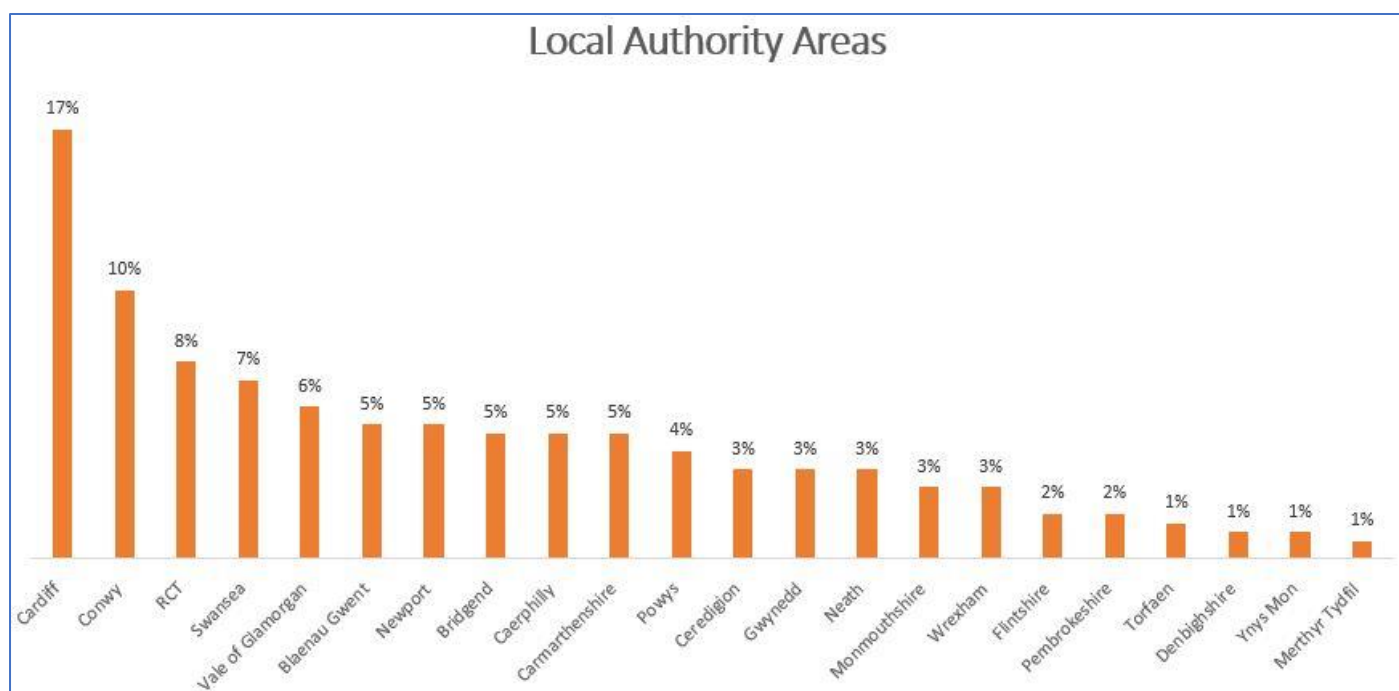 Local Authority Areas
17%
10%
8%
7%
6%
5%
5%
5%
5%
5%
4%
3%
3%
3%
3%
3%
2%
2%
1%
1%
1%
1%
Cardiff
Conwy
RCT
Swansea
Vale of Glamorgan
Blaenau Gwent
Newport
Bridgend
Caerphilly
Carmarthenshire
Powys
Ceredigion
Gwynedd
Neath
Monmouthshire
Wrexham
Flintshire
Pembrokeshire
Torfaen
Denbighshire
Ynys Mon
Merthyr Tydfil